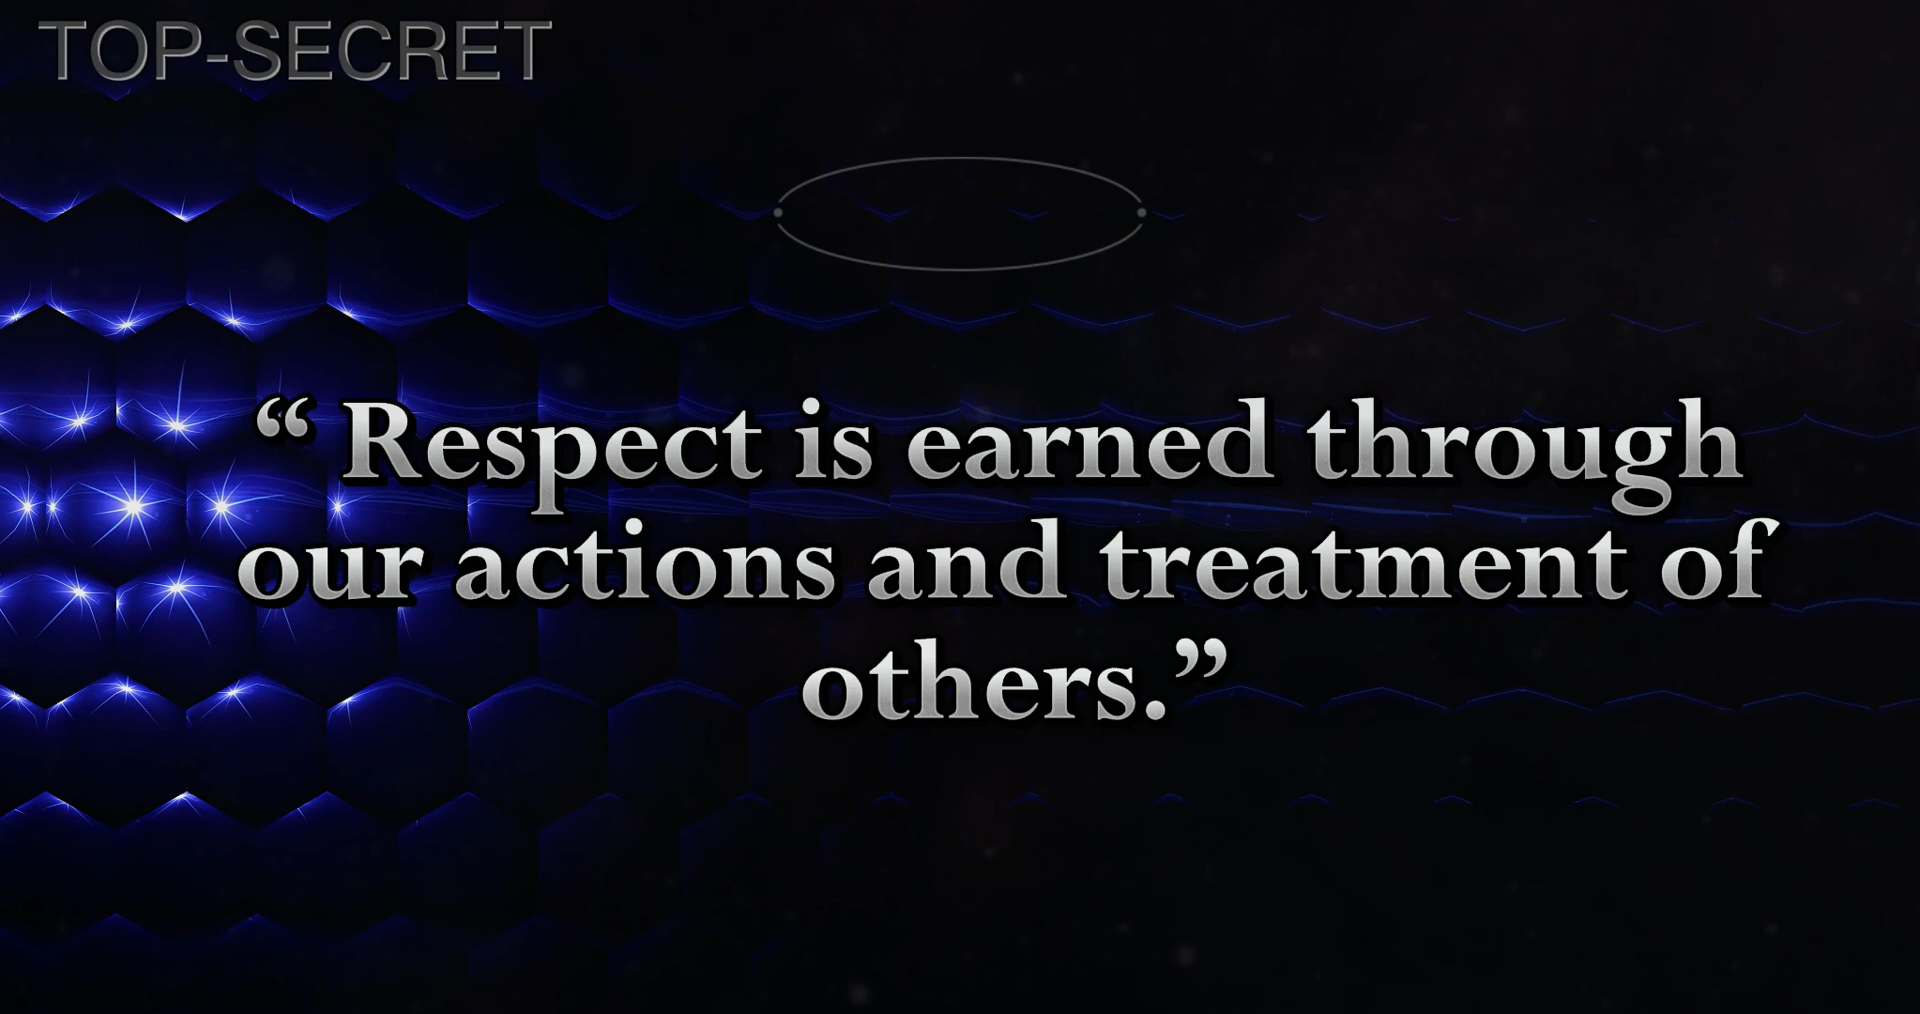 TOP-SECRET
“ Respect is earned through
our actions and treatment of
others.”